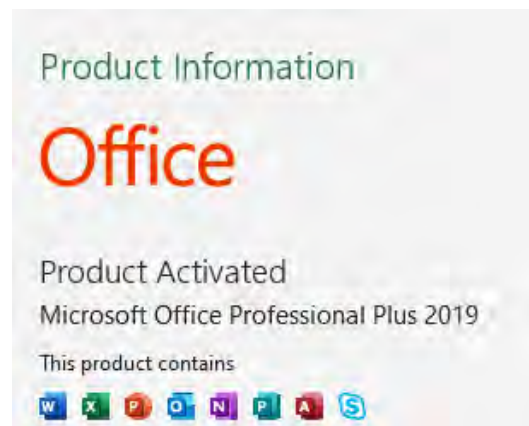 Product Information
Office
Product Activated
Microsoft Office Professional Plus 2019
This product contains
W X P O N P A S